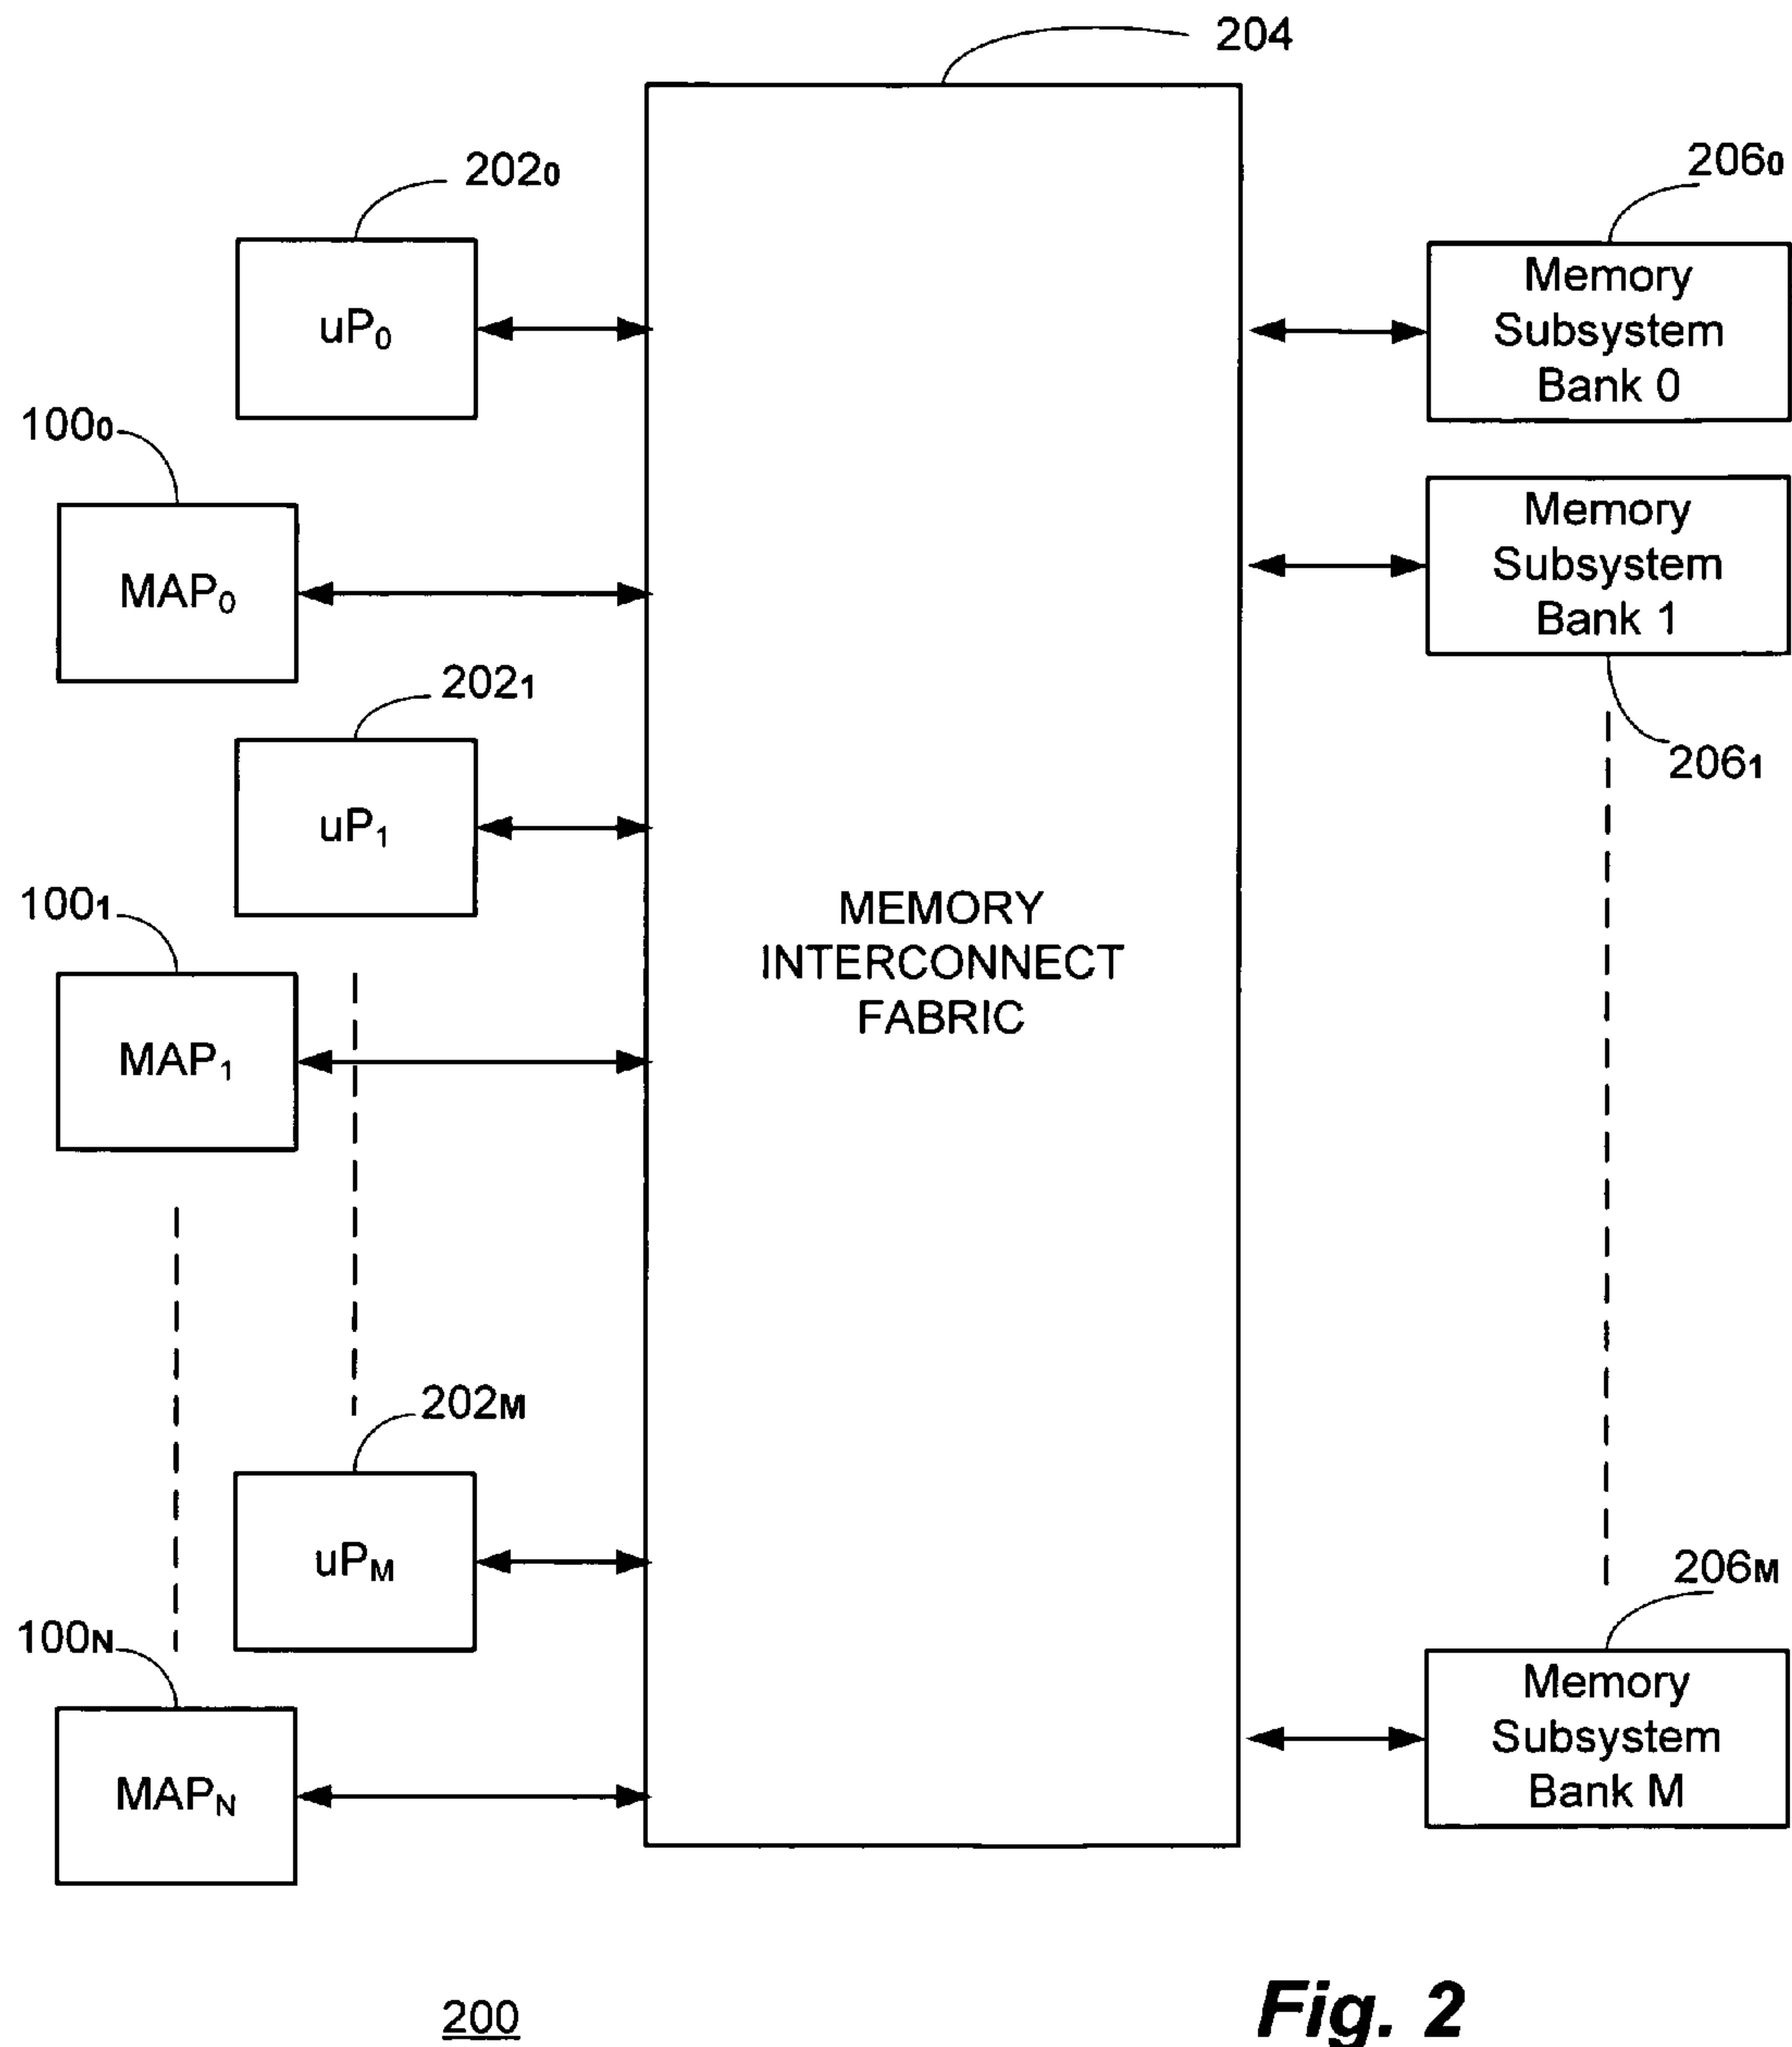 204
202₀
206₀
uP₀
Memory
Subsystem
Bank 0
100₀
MAP₀
Memory
Subsystem
Bank 1
202₁
206₁
uP₁
100₁
MAP₁
MEMORY
INTERCONNECT
FABRIC
202M
uPM
206M
100N
MAPN
Memory
Subsystem
Bank M
200
Fig. 2